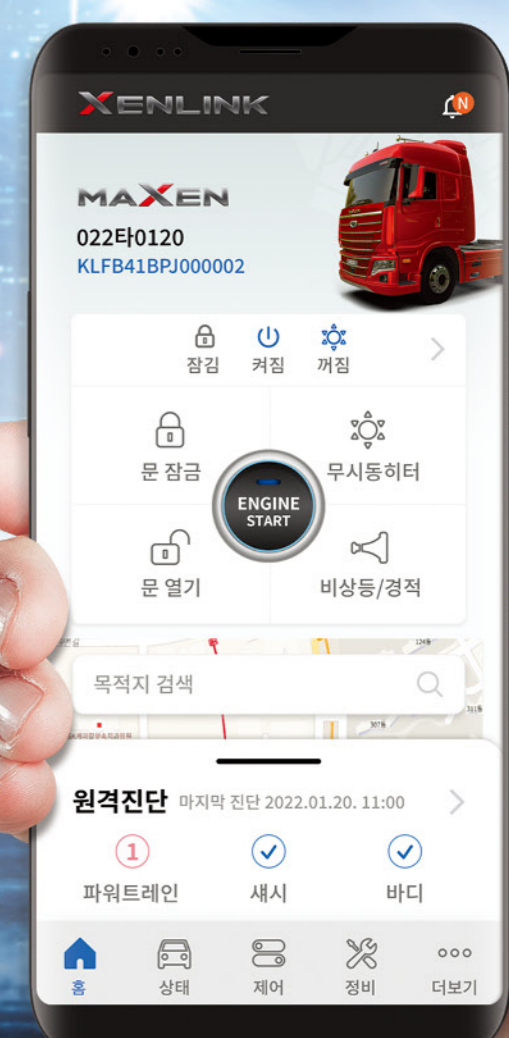 XENLINK
N
MAXEN
022타0120
KLFB41BPJ000002
잠김 켜짐 꺼짐
문 잠금 무시동히터
ENGINE
START
문 열기 비상등/경적
목적지 검색
원격진단 마지막 진단 2022.01.20. 11:00
1
파워트레인 섀시 바디
홈 상태 제어 정비 더보기